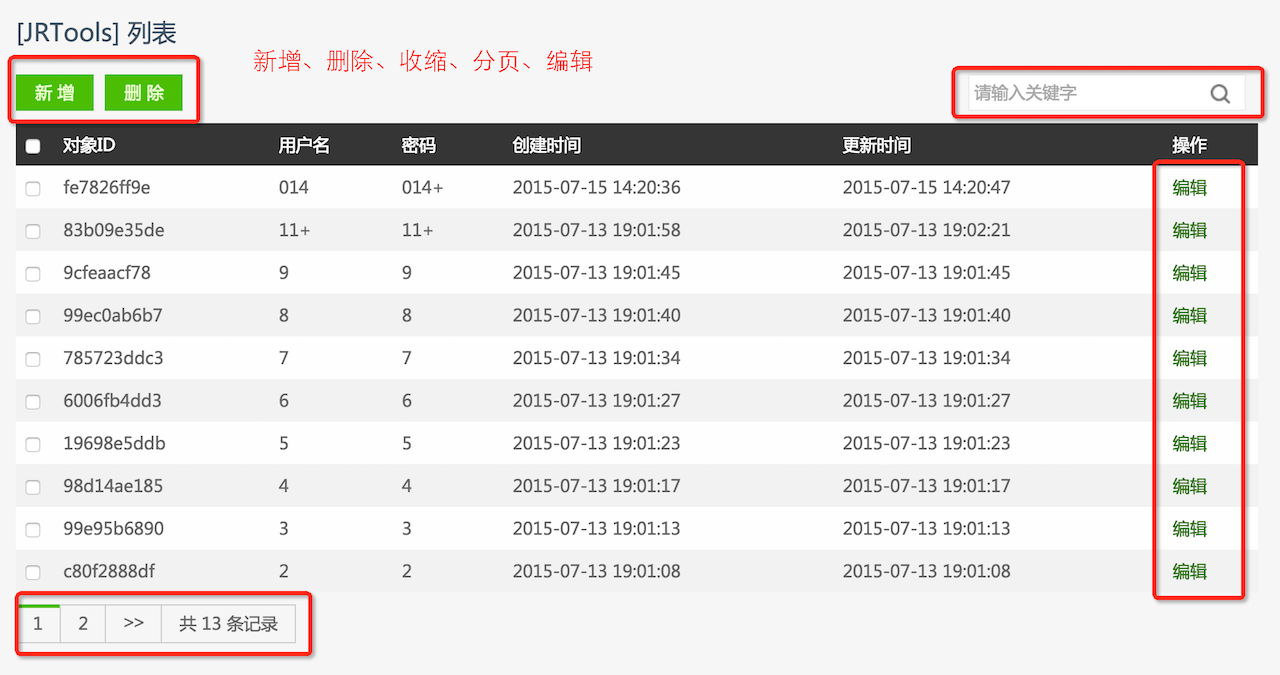 [JRTools] 列表
新增、删除、收缩、分页、编辑
新 增 删 除 请输入关键字
对象ID 用户名 密码 创建时间 更新时间 操作
fe7826ff9e 014 014+ 2015-07-15 14:20:36 2015-07-15 14:20:47 编辑
83b09e35de 11+ 11+ 2015-07-13 19:01:58 2015-07-13 19:02:21 编辑
9cfeaacf78 9 9 2015-07-13 19:01:45 2015-07-13 19:01:45 编辑
99ec0ab6b7 8 8 2015-07-13 19:01:40 2015-07-13 19:01:40 编辑
785723ddc3 7 7 2015-07-13 19:01:34 2015-07-13 19:01:34 编辑
6006fb4dd3 6 6 2015-07-13 19:01:27 2015-07-13 19:01:27 编辑
19698e5ddb 5 5 2015-07-13 19:01:23 2015-07-13 19:01:23 编辑
98d14ae185 4 4 2015-07-13 19:01:17 2015-07-13 19:01:17 编辑
99e95b6890 3 3 2015-07-13 19:01:13 2015-07-13 19:01:13 编辑
c80f2888df 2 2 2015-07-13 19:01:08 2015-07-13 19:01:08 编辑
1 2 >> 共 13 条记录